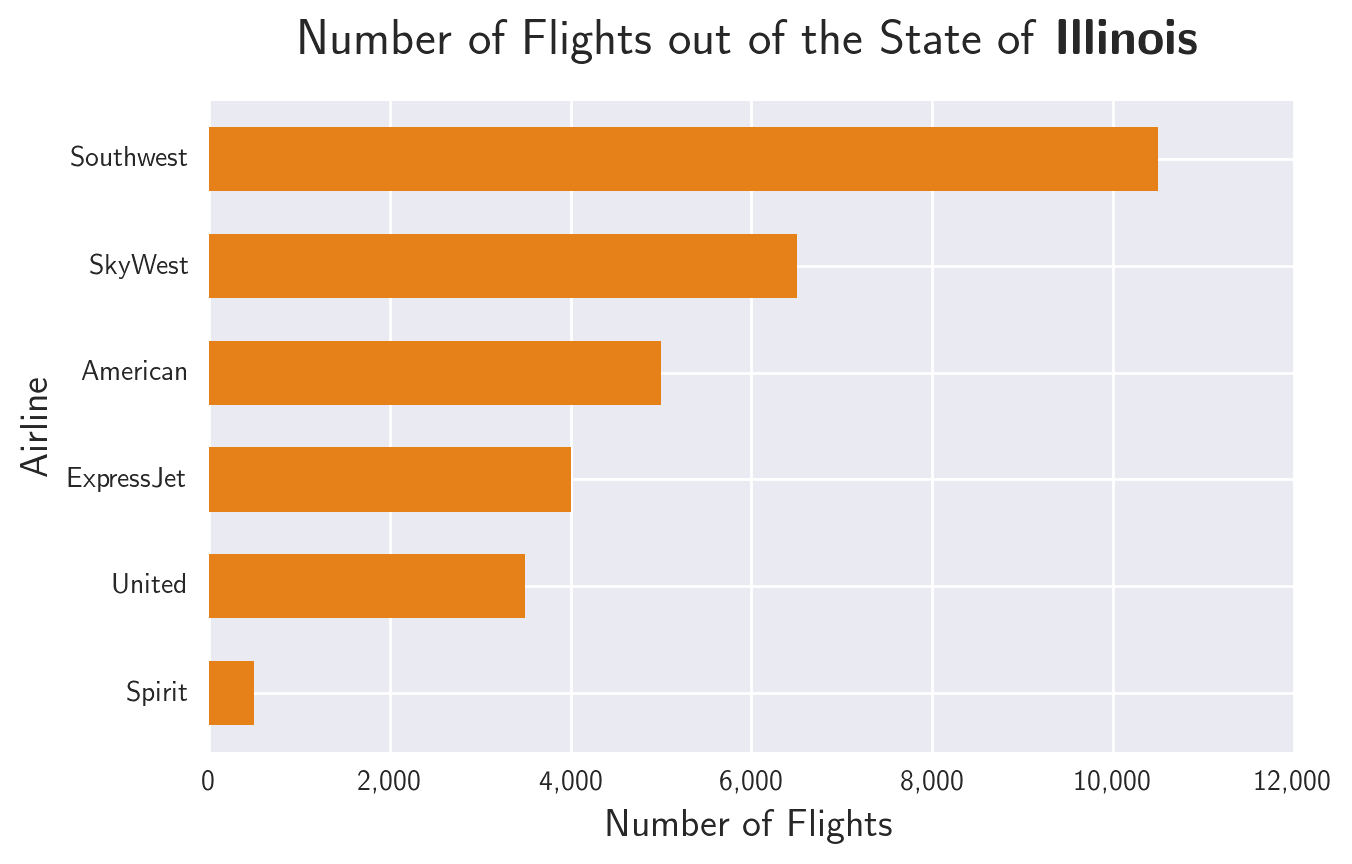 Number of Flights out of the State of Illinois
Airline
Southwest
SkyWest
American
ExpressJet
United
Spirit
0 2,000 4,000 6,000 8,000 10,000 12,000
Number of Flights